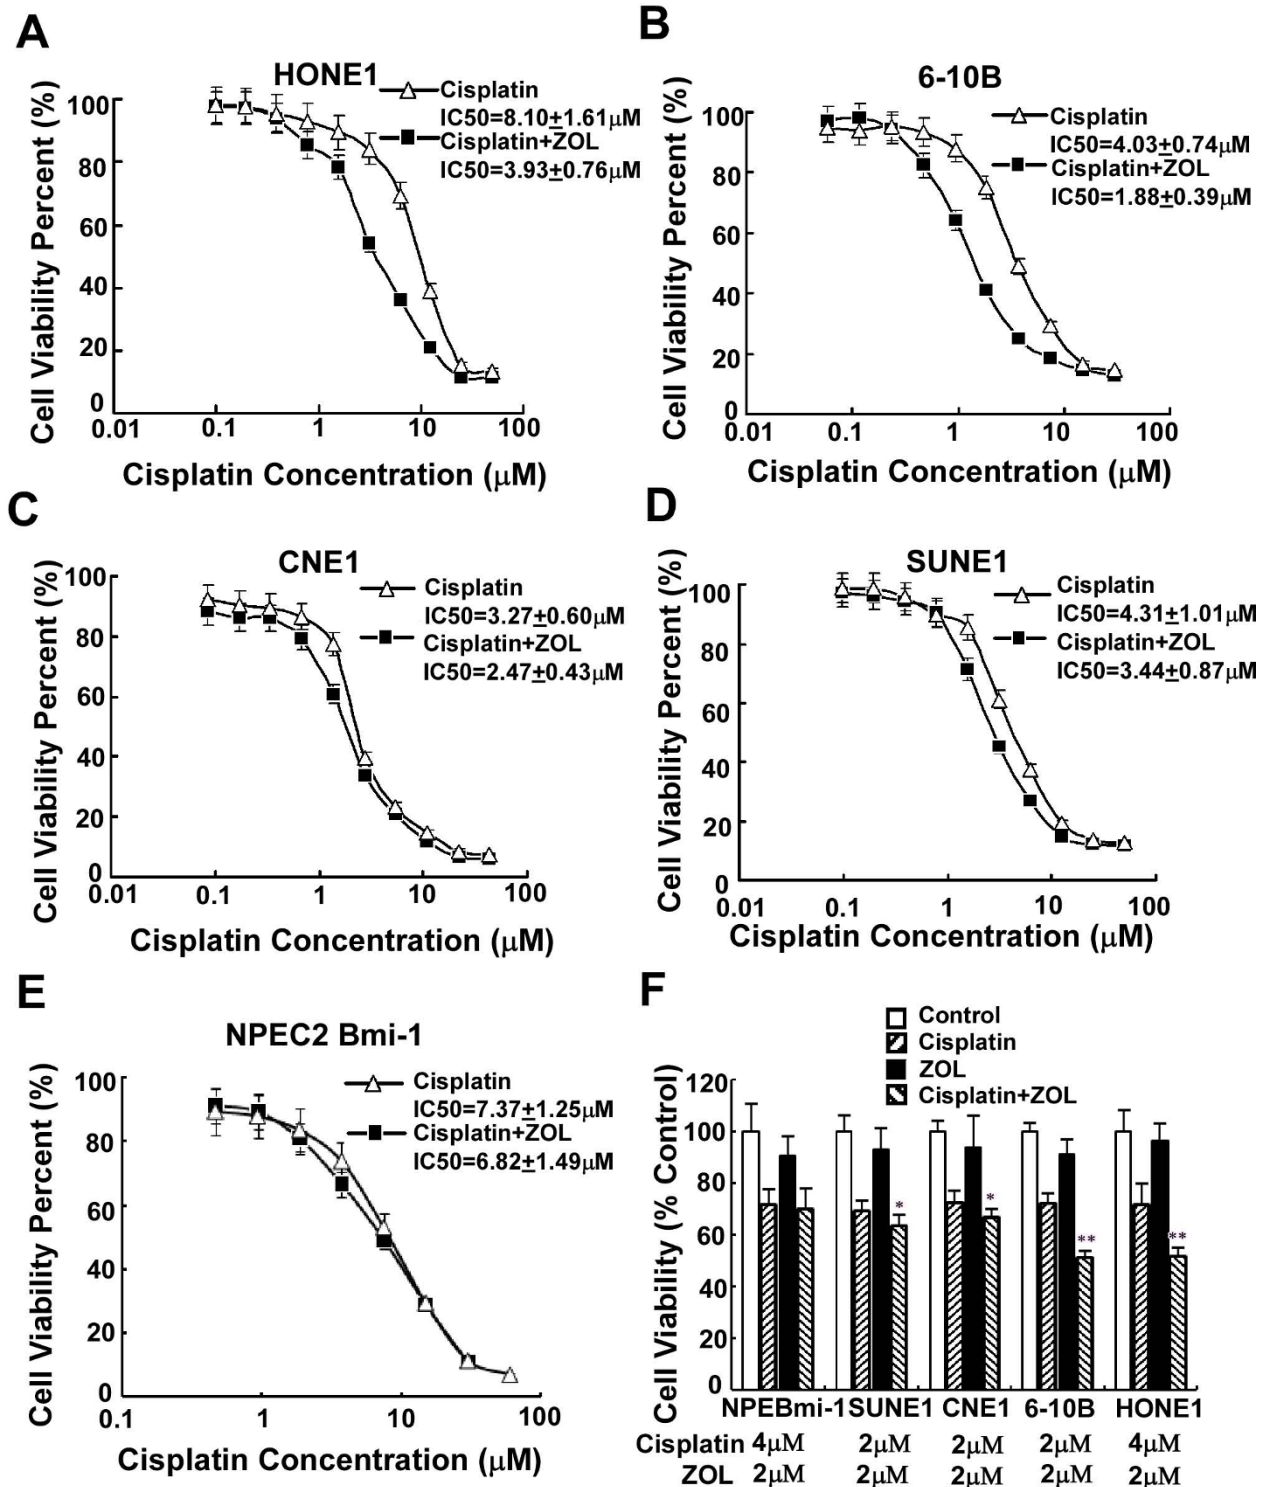 A
HONE1
Cisplatin
IC50=8.10±1.61μM
Cisplatin+ZOL
IC50=3.93±0.76μM
Cell Viability Percent (%)
100
80
60
40
20
0
0.01 0.1 1 10 100
Cisplatin Concentration (μM)
B
6-10B
Cisplatin
IC50=4.03±0.74μM
Cisplatin+ZOL
IC50=1.88±0.39μM
Cell Viability Percent (%)
100
80
60
40
20
0
0.01 0.1 1 10 100
Cisplatin Concentration (μM)
C
CNE1
Cisplatin
IC50=3.27±0.60μM
Cisplatin+ZOL
IC50=2.47±0.43μM
Cell Viability Percent (%)
100
80
60
40
20
0
0.01 0.1 1 10 100
Cisplatin Concentration (μM)
D
SUNE1
Cisplatin
IC50=4.31±1.01μM
Cisplatin+ZOL
IC50=3.44±0.87μM
Cell Viability Percent (%)
100
80
60
40
20
0
0.01 0.1 1 10 100
Cisplatin Concentration (μM)
E
NPEC2 Bmi-1
Cisplatin
IC50=7.37±1.25μM
Cisplatin+ZOL
IC50=6.82±1.49μM
Cell Viability Percent (%)
100
80
60
40
20
0
0.1 1 10 100
Cisplatin Concentration (μM)
F
Control
Cisplatin
ZOL
Cisplatin+ZOL
Cell Viability (% Control)
120
100
80
60
40
20
0
* * ** **
NPEBmi-1 SUNE1 CNE1 6-10B HONE1
Cisplatin 4μM 2μM 2μM 2μM 4μM
ZOL 2μM 2μM 2μM 2μM 2μM